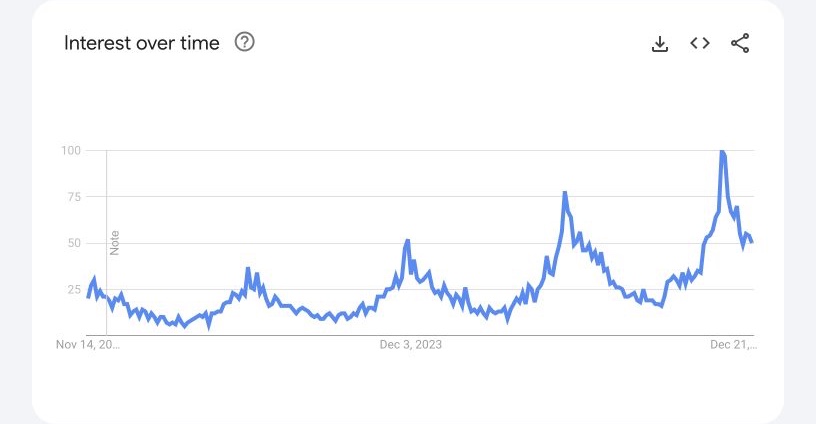 Interest over time
100
75
Note
50
25
Nov 14, 20...
Dec 3, 2023
Dec 21,...